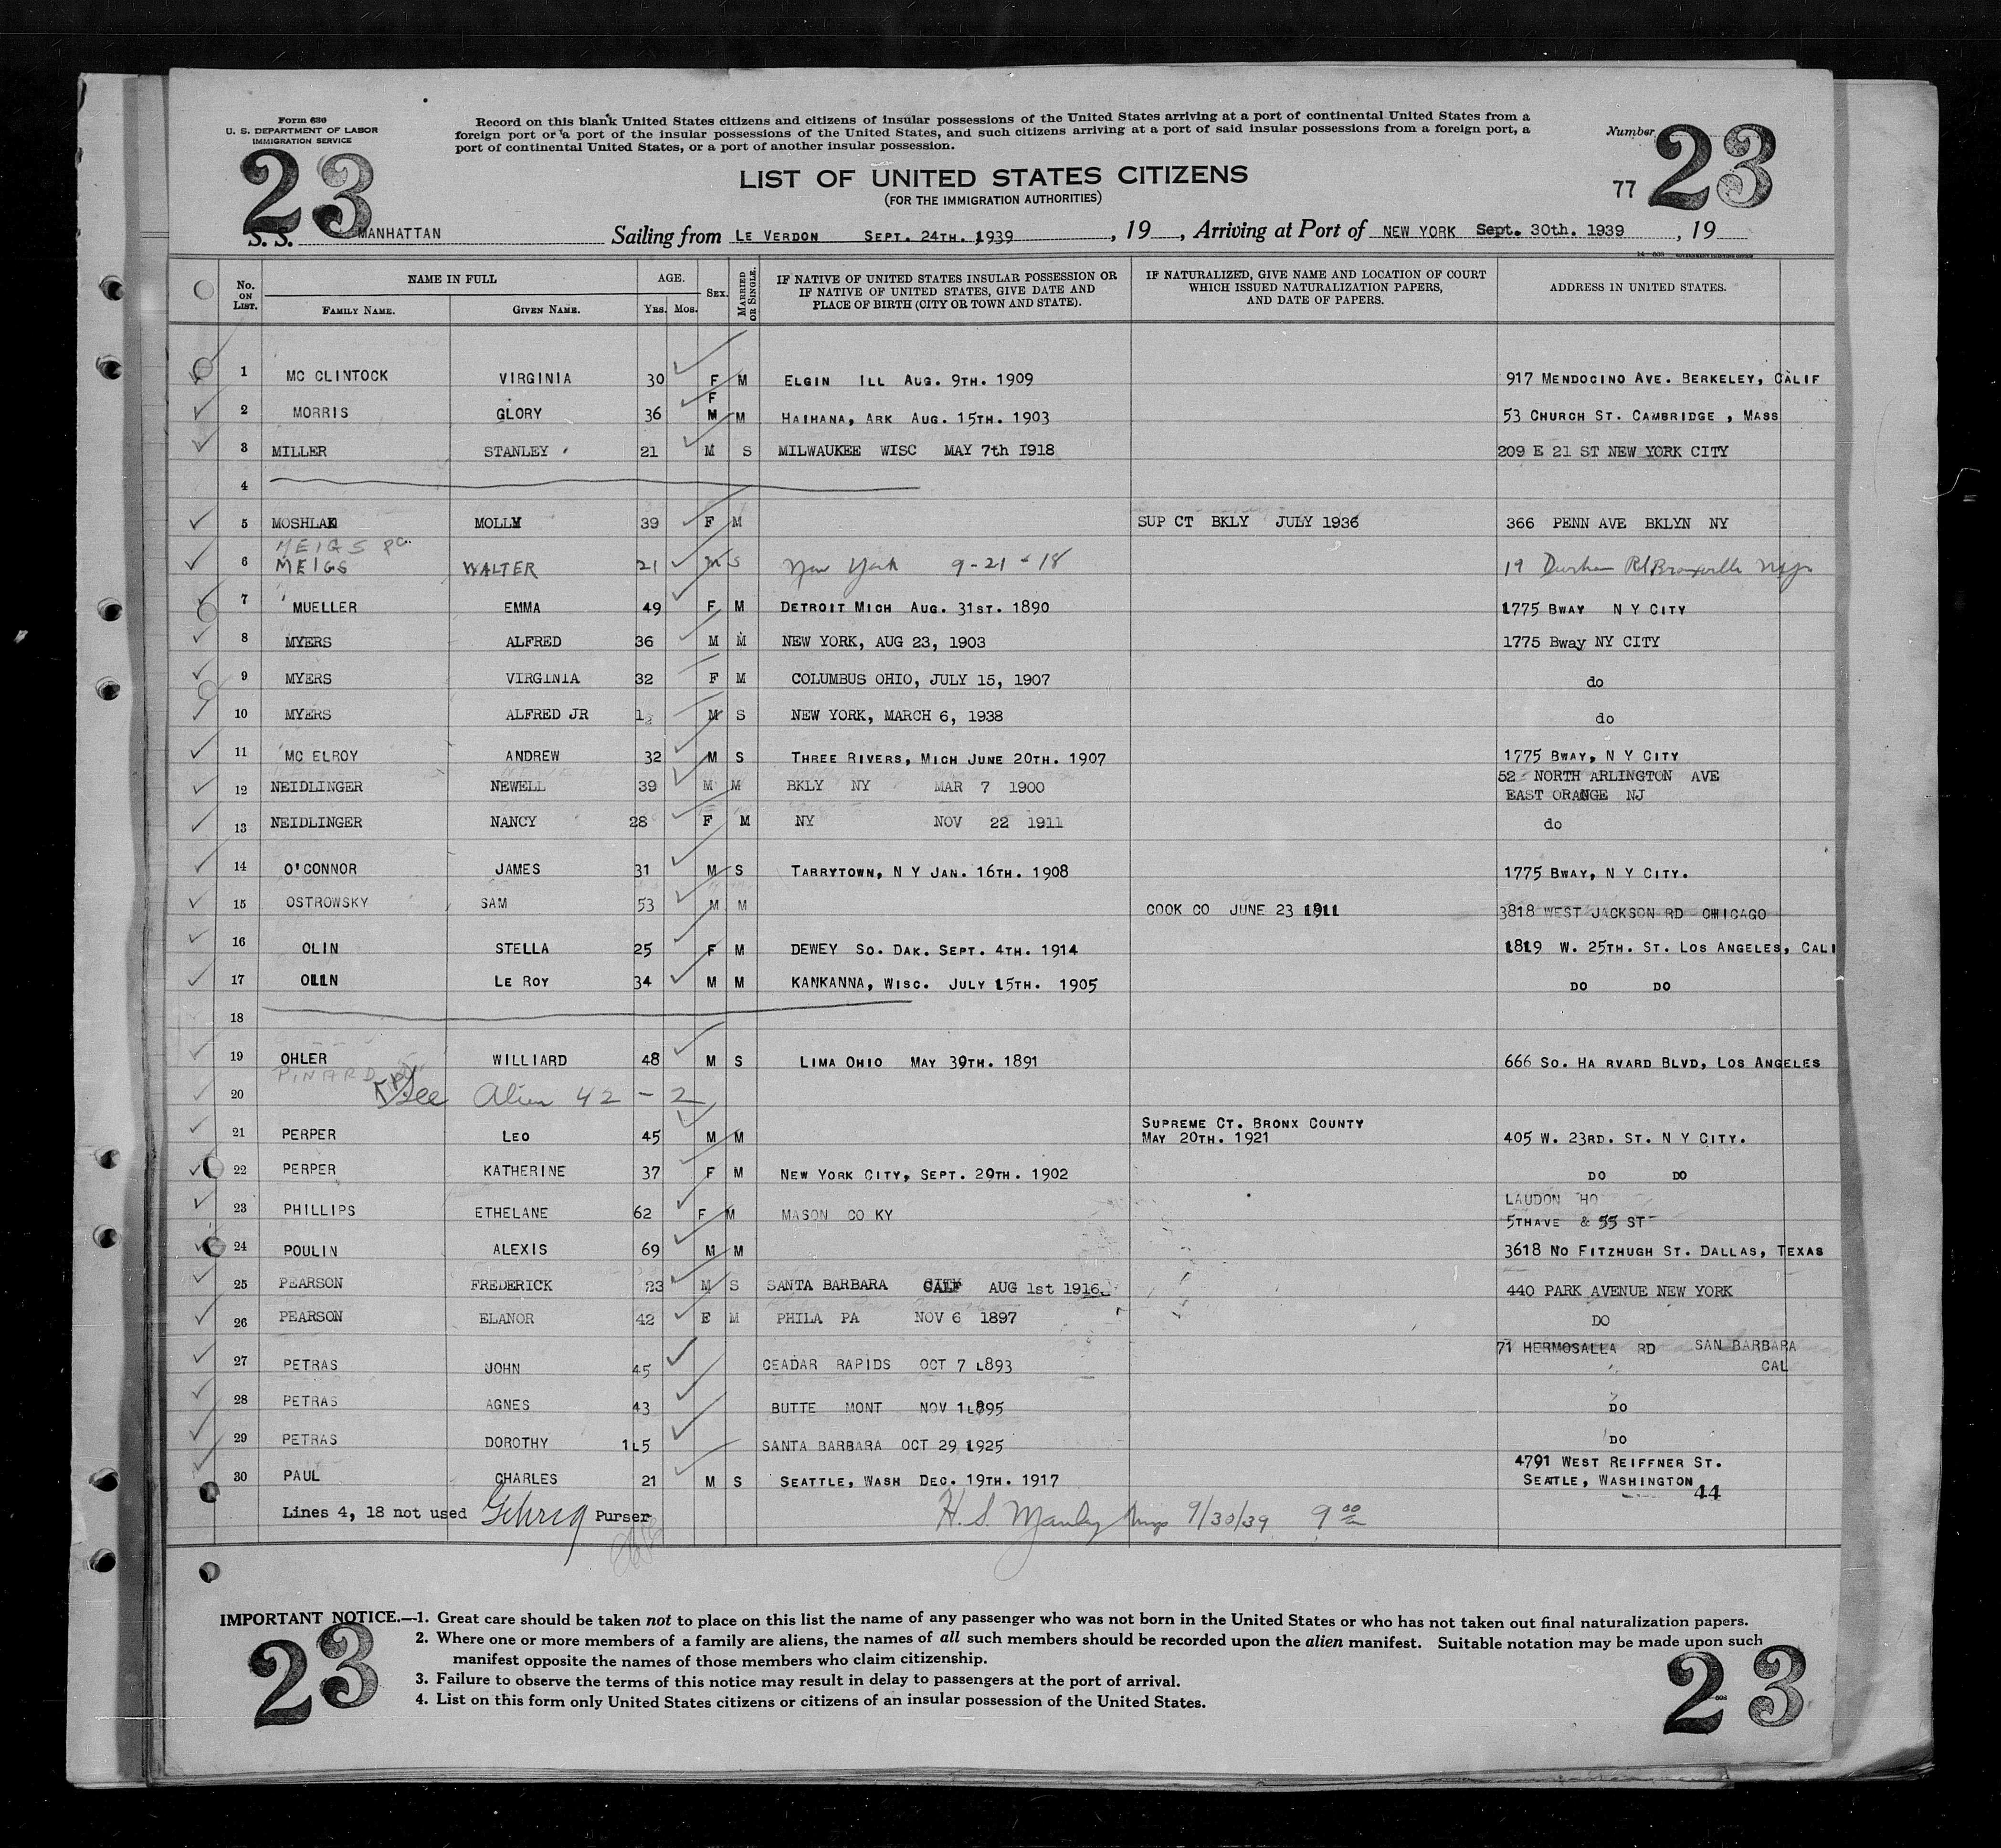 Form 630
U. S. DEPARTMENT OF LABOR
IMMIGRATION SERVICE
Record on this blank United States citizens and citizens of insular possessions of the United States arriving at a port of continental United States from a
foreign port or a port of the insular possessions of the United States, and such citizens arriving at a port of said insular possessions from a foreign port, a
port of continental United States, or a port of another insular possession.
Number
23
23
LIST OF UNITED STATES CITIZENS
(FOR THE IMMIGRATION AUTHORITIES)
77
S. S. MANHATTAN Sailing from LE VERDON SEPT. 24TH. 1939, 19 , Arriving at Port of NEW YORK Sept. 30th. 1939, 19
No. ON LIST. NAME IN FULL FAMILY NAME. GIVEN NAME. AGE. YRS. MOS. SEX. MARRIED OR SINGLE. IF NATIVE OF UNITED STATES INSULAR POSSESSION OR IF NATIVE OF UNITED STATES, GIVE DATE AND PLACE OF BIRTH (CITY OR TOWN AND STATE). IF NATURALIZED, GIVE NAME AND LOCATION OF COURT WHICH ISSUED NATURALIZATION PAPERS, AND DATE OF PAPERS. ADDRESS IN UNITED STATES.
1 MC CLINTOCK VIRGINIA 30 F M ELGIN ILL AUG. 9TH. 1909 917 MENDOCINO AVE. BERKELEY, CALIF
F
2 MORRIS GLORY 36 M M HAIHANA, ARK AUG. 15TH. 1903 53 CHURCH ST. CAMBRIDGE , MASS
3 MILLER STANLEY 21 M S MILWAUKEE WISC MAY 7th 1918 209 E 21 ST NEW YORK CITY
4
5 MOSHLAK MOLLY 39 F M SUP CT BKLY JULY 1936 366 PENN AVE BKLYN NY
MEIGS
6 MEIGS WALTER 21 M S New York 9-21-18 19 Durham Rd Bronxville NY
7 MUELLER EMMA 49 F M DETROIT MICH AUG. 31ST. 1890 1775 BWAY N Y CITY
8 MYERS ALFRED 36 M M NEW YORK, AUG 23, 1903 1775 Bway NY CITY
9 MYERS VIRGINIA 32 F M COLUMBUS OHIO, JULY 15, 1907 do
10 MYERS ALFRED JR 1½ M S NEW YORK, MARCH 6, 1938 do
11 MC ELROY ANDREW 32 M S THREE RIVERS, MICH JUNE 20TH. 1907 1775 BWAY, N Y CITY
12 NEIDLINGER NEWELL 39 M M BKLY NY MAR 7 1900 52 NORTH ARLINGTON AVE
EAST ORANGE NJ
13 NEIDLINGER NANCY 28 F M NY NOV 22 1911 do
14 O'CONNOR JAMES 31 M S TARRYTOWN, N Y JAN. 16TH. 1908 1775 BWAY, N Y CITY.
15 OSTROWSKY SAM 53 M M COOK CO JUNE 23 1911 3818 WEST JACKSON RD CHICAGO
16 OLIN STELLA 25 F M DEWEY SO. DAK. SEPT. 4TH. 1914 1819 W. 25TH. ST. LOS ANGELES, CALI
17 OLIN LE ROY 34 M M KANKANNA, WISC. JULY 15TH. 1905 DO DO
18
19 OHLER WILLIARD 48 M S LIMA OHIO MAY 30TH. 1891 666 SO. HA RVARD BLVD, LOS ANGELES
PINARD
20 See Alien 42 - 2
21 PERPER LEO 45 M M SUPREME CT. BRONX COUNTY
MAY 20TH. 1921 405 W. 23RD. ST. N Y CITY.
22 PERPER KATHERINE 37 F M NEW YORK CITY, SEPT. 20TH. 1902 DO DO
23 PHILLIPS ETHELANE 62 F M MASON CO KY LAUDON HO
5THAVE & 55 ST
24 POULIN ALEXIS 69 M M 3618 NO FITZHUGH ST. DALLAS, TEXAS
25 PEARSON FREDERICK 23 M S SANTA BARBARA CALF AUG 1st 1916 440 PARK AVENUE NEW YORK
26 PEARSON ELANOR 42 F M PHILA PA NOV 6 1897 DO
27 PETRAS JOHN 45 CEADAR RAPIDS OCT 7 L893 71 HERMOSALLA RD SAN BARBARA
CAL
28 PETRAS AGNES 43 BUTTE MONT NOV 1L895 DO
29 PETRAS DOROTHY 1L5 SANTA BARBARA OCT 29 1925 DO
30 PAUL CHARLES 21 M S SEATTLE, WASH DEC. 19TH. 1917 4791 WEST REIFFNER ST.
SEATTLE, WASHINGTON
44
Lines 4, 18 not used Gehrig Purser H. S. Manley Insp 9/30/39 9 00
IMPORTANT NOTICE.—1. Great care should be taken not to place on this list the name of any passenger who was not born in the United States or who has not taken out final naturalization papers.
2. Where one or more members of a family are aliens, the names of all such members should be recorded upon the alien manifest. Suitable notation may be made upon such
manifest opposite the names of those members who claim citizenship.
3. Failure to observe the terms of this notice may result in delay to passengers at the port of arrival.
4. List on this form only United States citizens or citizens of an insular possession of the United States.
23
23